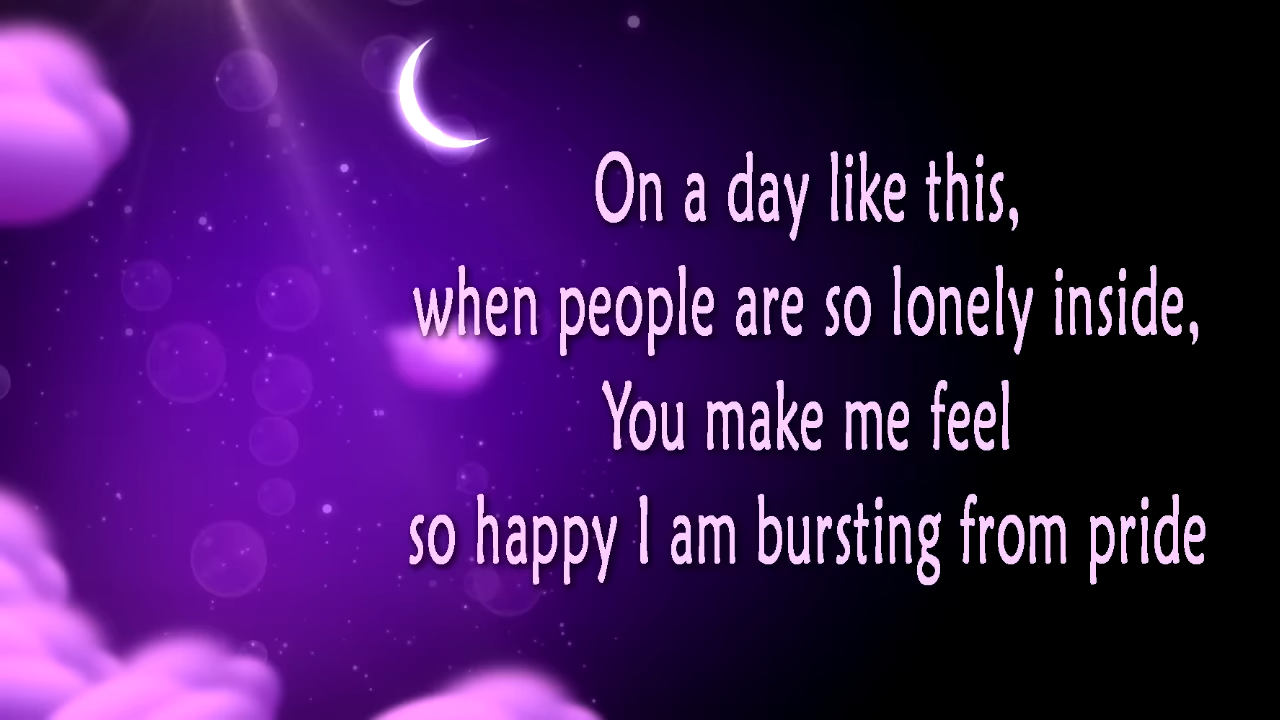 On a day like this,
when people are so lonely inside,
You make me feel
so happy I am bursting from pride